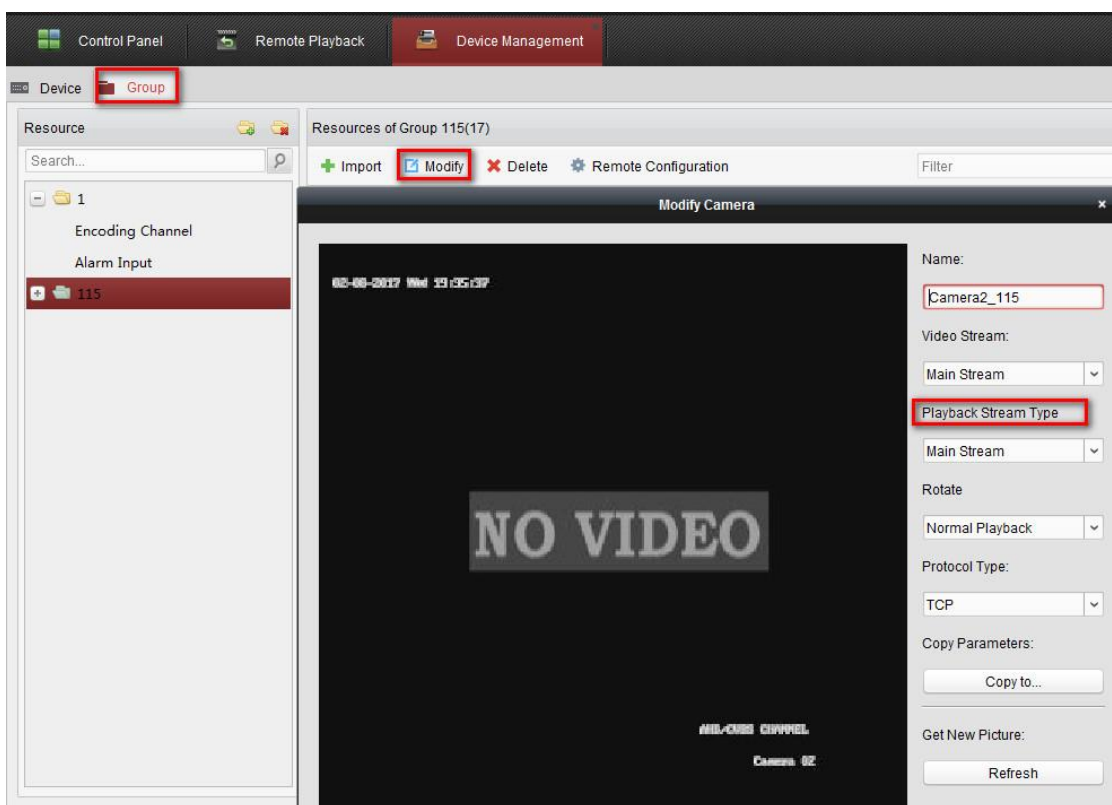 Control Panel
Remote Playback
Device Management
Device
Group
Resource
Resources of Group 115(17)
Search...
Import
Modify
Delete
Remote Configuration
Filter
1
Encoding Channel
Alarm Input
115
Modify Camera
02-08-2017 Wed 19:35:37
NO VIDEO
CHANNEL
Camera 02
Name:
Camera2_115
Video Stream:
Main Stream
Playback Stream Type
Main Stream
Rotate
Normal Playback
Protocol Type:
TCP
Copy Parameters:
Copy to...
Get New Picture:
Refresh